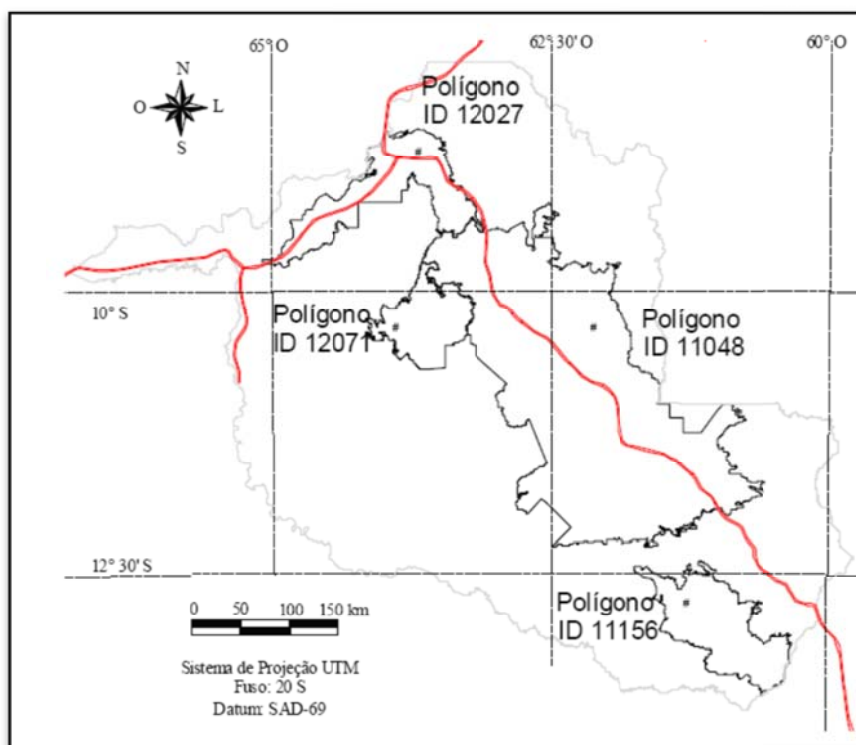 65° O
62° 30' O
60° O
N
O
L
S
Polígono
ID 12027
10° S
Polígono
ID 12071
Polígono
ID 11048
12° 30' S
Polígono
ID 11156
0 50 100 150 km
Sistema de Projeção UTM
Fuso: 20 S
Datum: SAD-69